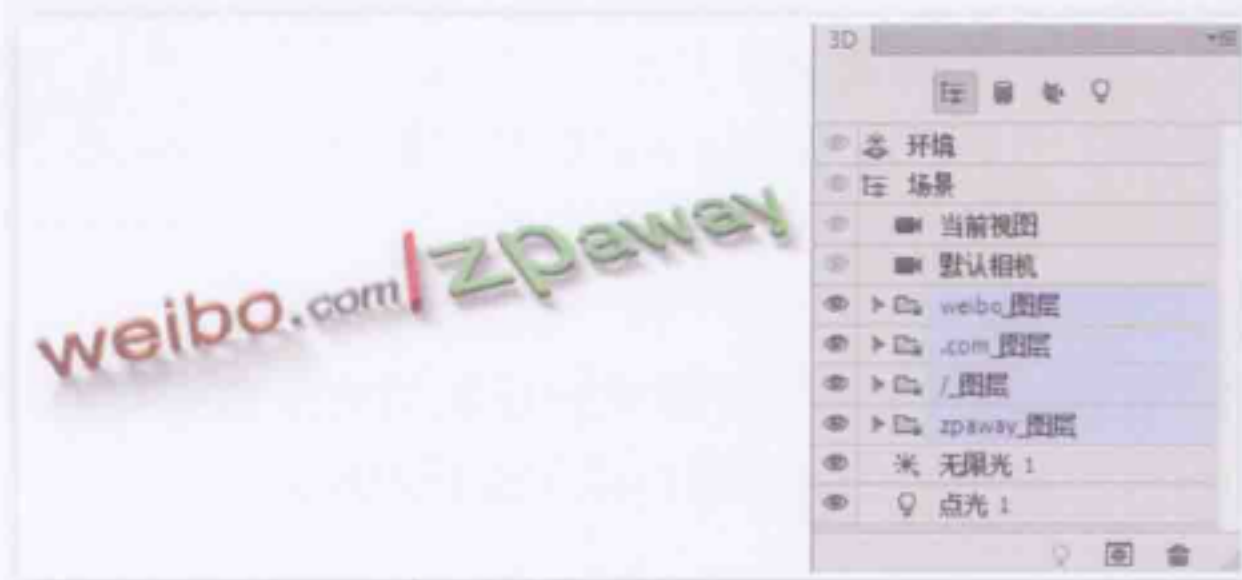 weibo.com/zpaway
3D
环境
场景
当前视图
默认相机
weibo_图层
.com_图层
/_图层
zpaway_图层
无限光 1
点光 1